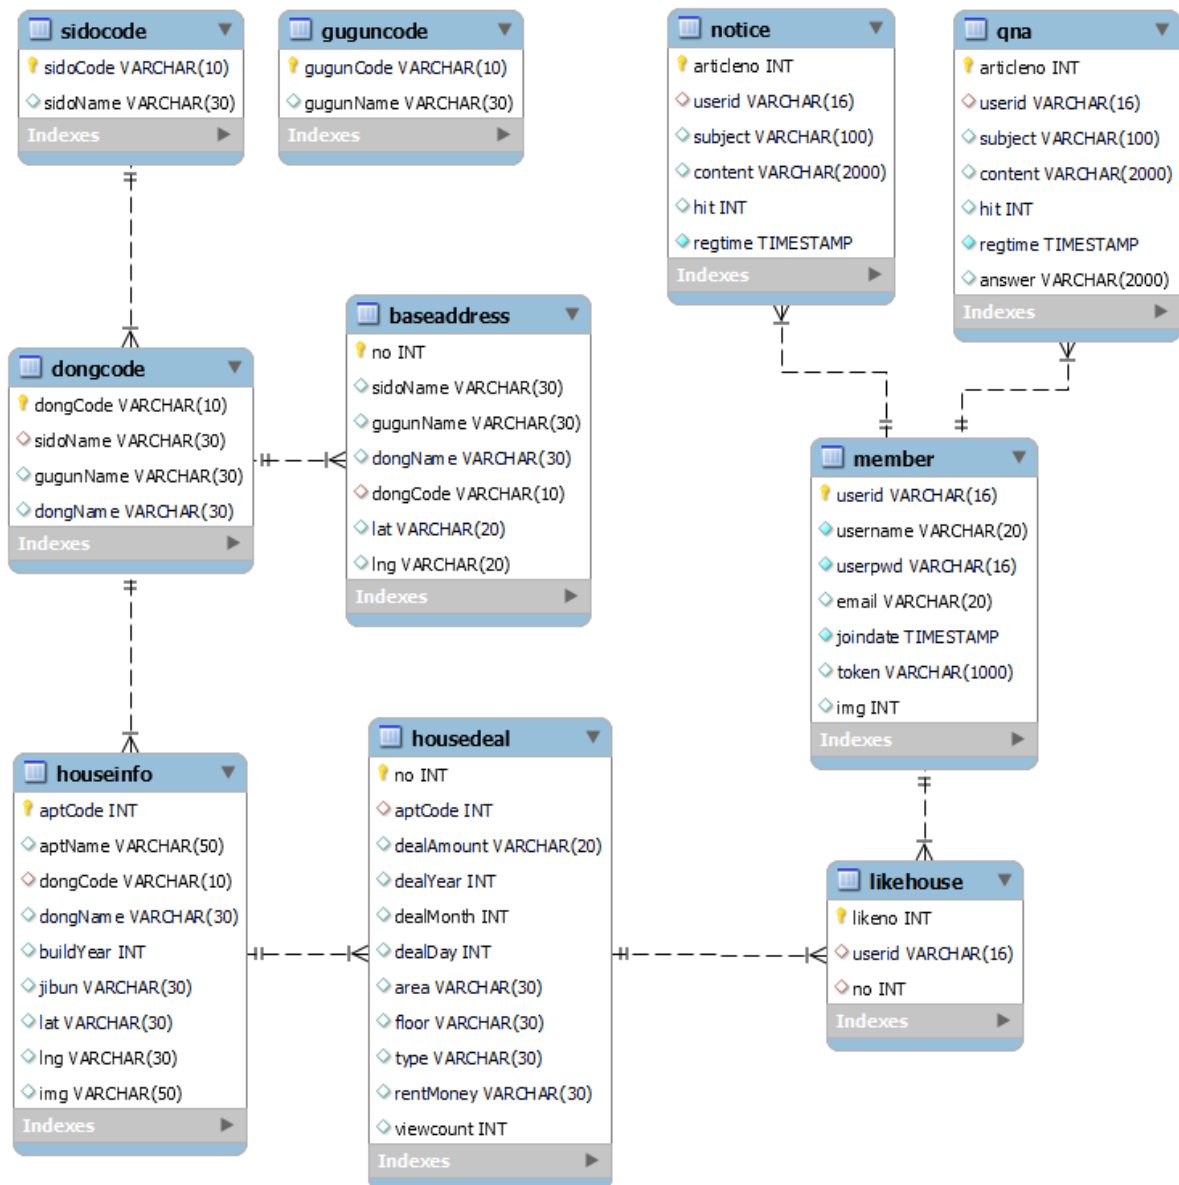 sidocode
sidoCode VARCHAR(10)
sidoName VARCHAR(30)
Indexes
guguncode
gugunCode VARCHAR(10)
gugunName VARCHAR(30)
Indexes
notice
articleno INT
userid VARCHAR(16)
subject VARCHAR(100)
content VARCHAR(2000)
hit INT
regtime TIMESTAMP
Indexes
qna
articleno INT
userid VARCHAR(16)
subject VARCHAR(100)
content VARCHAR(2000)
hit INT
regtime TIMESTAMP
answer VARCHAR(2000)
Indexes
dongcode
dongCode VARCHAR(10)
sidoName VARCHAR(30)
gugunName VARCHAR(30)
dongName VARCHAR(30)
Indexes
baseaddress
no INT
sidoName VARCHAR(30)
gugunName VARCHAR(30)
dongName VARCHAR(30)
dongCode VARCHAR(10)
lat VARCHAR(20)
lng VARCHAR(20)
Indexes
member
userid VARCHAR(16)
username VARCHAR(20)
userpwd VARCHAR(16)
email VARCHAR(20)
joindate TIMESTAMP
token VARCHAR(1000)
img INT
Indexes
houseinfo
aptCode INT
aptName VARCHAR(50)
dongCode VARCHAR(10)
dongName VARCHAR(30)
buildYear INT
jibun VARCHAR(30)
lat VARCHAR(30)
lng VARCHAR(30)
img VARCHAR(50)
Indexes
housedeal
no INT
aptCode INT
dealAmount VARCHAR(20)
dealYear INT
dealMonth INT
dealDay INT
area VARCHAR(30)
floor VARCHAR(30)
type VARCHAR(30)
rentMoney VARCHAR(30)
viewcount INT
Indexes
likehouse
likeno INT
userid VARCHAR(16)
no INT
Indexes